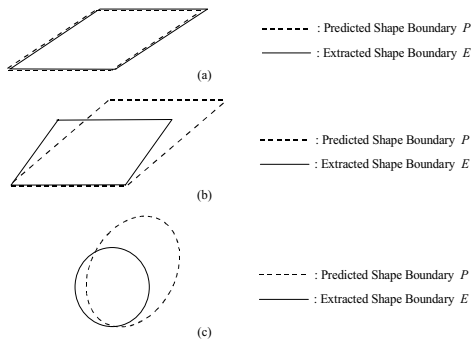 : Predicted Shape Boundary P
: Extracted Shape Boundary E
(a)
: Predicted Shape Boundary P
: Extracted Shape Boundary E
(b)
: Predicted Shape Boundary P
: Extracted Shape Boundary E
(c)